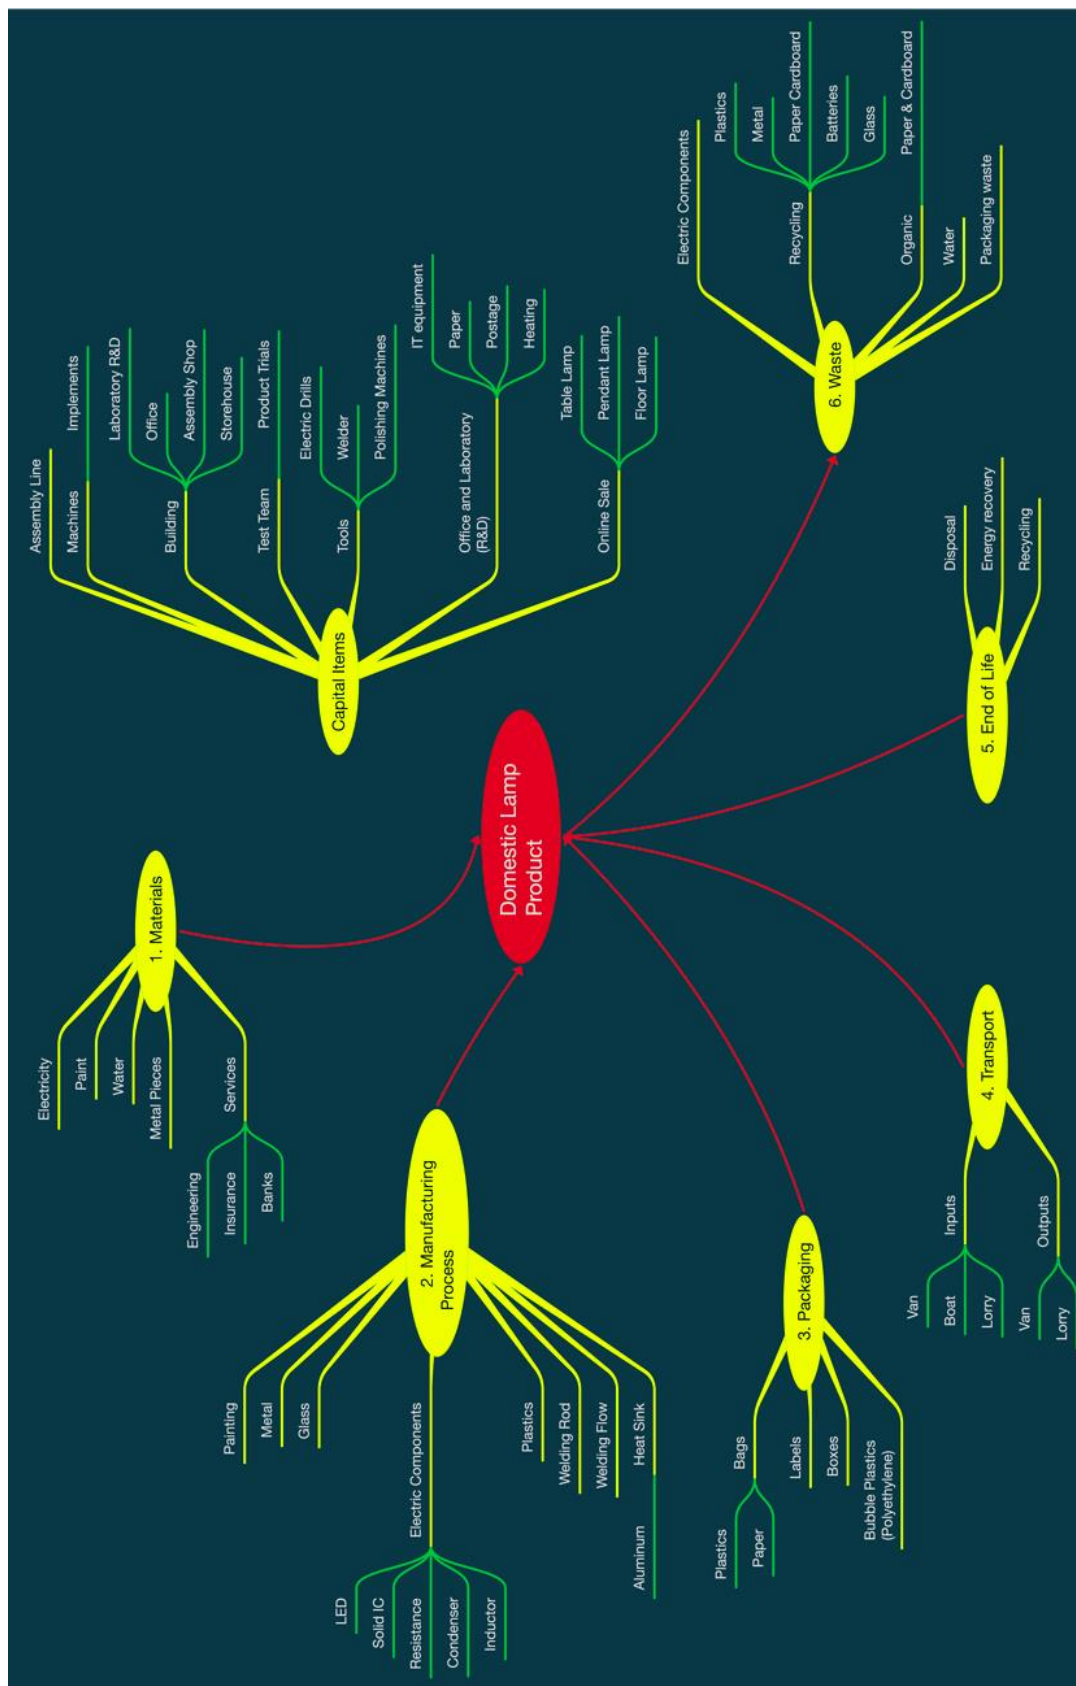 Electricity
Paint
Water
Metal Pieces
Services
Engineering
Insurance
Banks
1. Materials
Painting
Metal
Glass
Electric Components
LED
Solid IC
Resistance
Condenser
Inductor
Plastics
Welding Rod
Welding Flow
Heat Sink
Aluminum
2. Manufacturing
Process
Bags
Plastics
Paper
Labels
Boxes
Bubble Plastics
(Polyethylene)
3. Packaging
Inputs
Van
Boat
Lorry
Outputs
Van
Lorry
4. Transport
Domestic Lamp
Product
Capital Items
Assembly Line
Machines
Implements
Building
Laboratory R&D
Office
Assembly Shop
Storehouse
Test Team
Product Trials
Tools
Electric Drills
Welder
Polishing Machines
Office and Laboratory
(R&D)
IT equipment
Paper
Postage
Heating
Online Sale
Table Lamp
Pendant Lamp
Floor Lamp
5. End of Life
Disposal
Energy recovery
Recycling
6. Waste
Electric Components
Recycling
Plastics
Metal
Paper Cardboard
Batteries
Glass
Organic
Paper & Cardboard
Water
Packaging waste